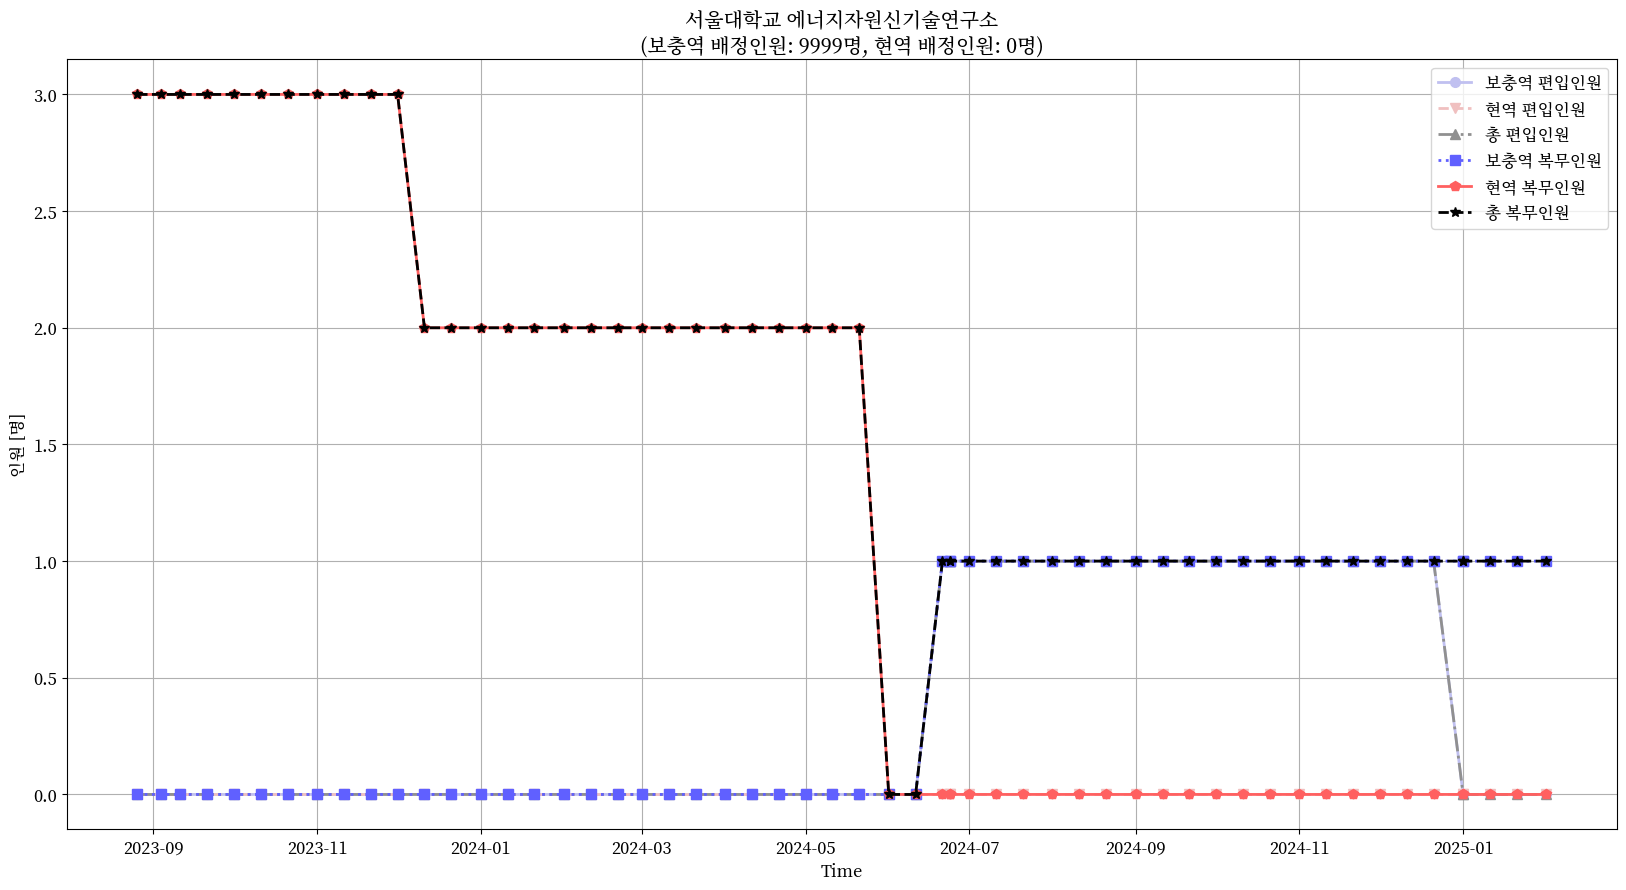 서울대학교 에너지자원신기술연구소
(보충역 배정인원: 9999명, 현역 배정인원: 0명)
보충역 편입인원
현역 편입인원
총 편입인원
보충역 복무인원
현역 복무인원
총 복무인원
3.0
2.5
2.0
1.5
1.0
0.5
0.0
인원 [명]
2023-09 2023-11 2024-01 2024-03 2024-05 2024-07 2024-09 2024-11 2025-01
Time